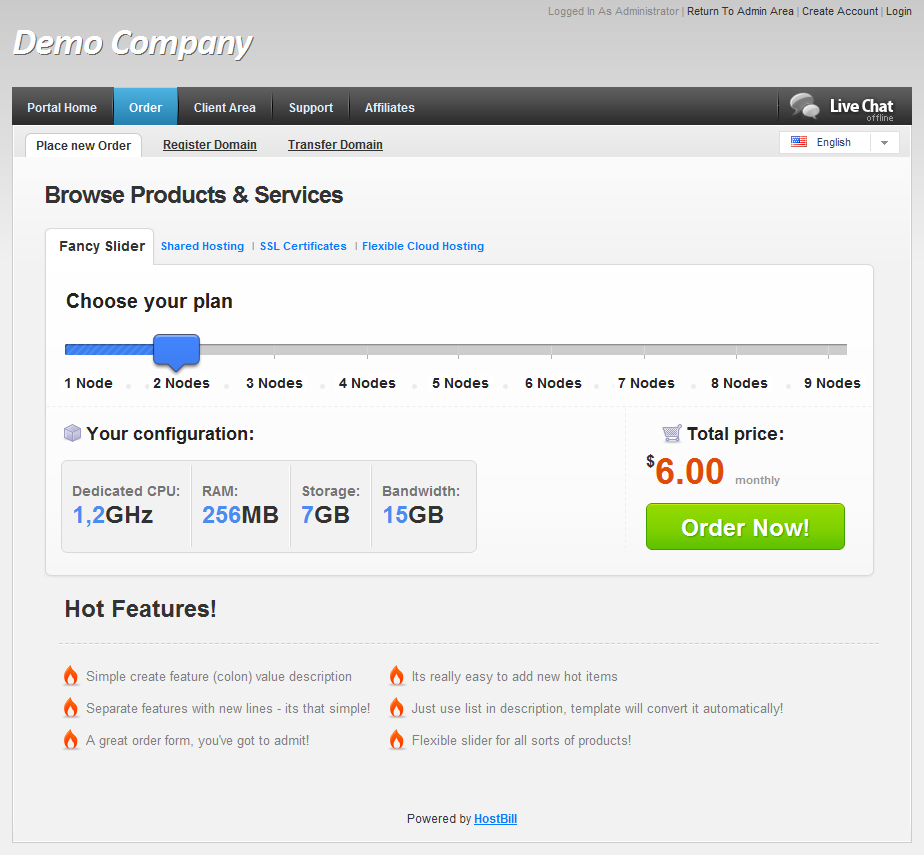 Logged In As Administrator | Return To Admin Area | Create Account | Login
Demo Company
Portal Home Order Client Area Support Affiliates Live Chat
offline
Place new Order Register Domain Transfer Domain English
Browse Products & Services
Fancy Slider Shared Hosting | SSL Certificates | Flexible Cloud Hosting
Choose your plan
1 Node 2 Nodes 3 Nodes 4 Nodes 5 Nodes 6 Nodes 7 Nodes 8 Nodes 9 Nodes
Your configuration:
Dedicated CPU: RAM: Storage: Bandwidth:
1,2GHz 256MB 7GB 15GB
Total price:
$6.00 monthly
Order Now!
Hot Features!
Simple create feature (colon) value description Its really easy to add new hot items
Separate features with new lines - its that simple! Just use list in description, template will convert it automatically!
A great order form, you've got to admit! Flexible slider for all sorts of products!
Powered by HostBill